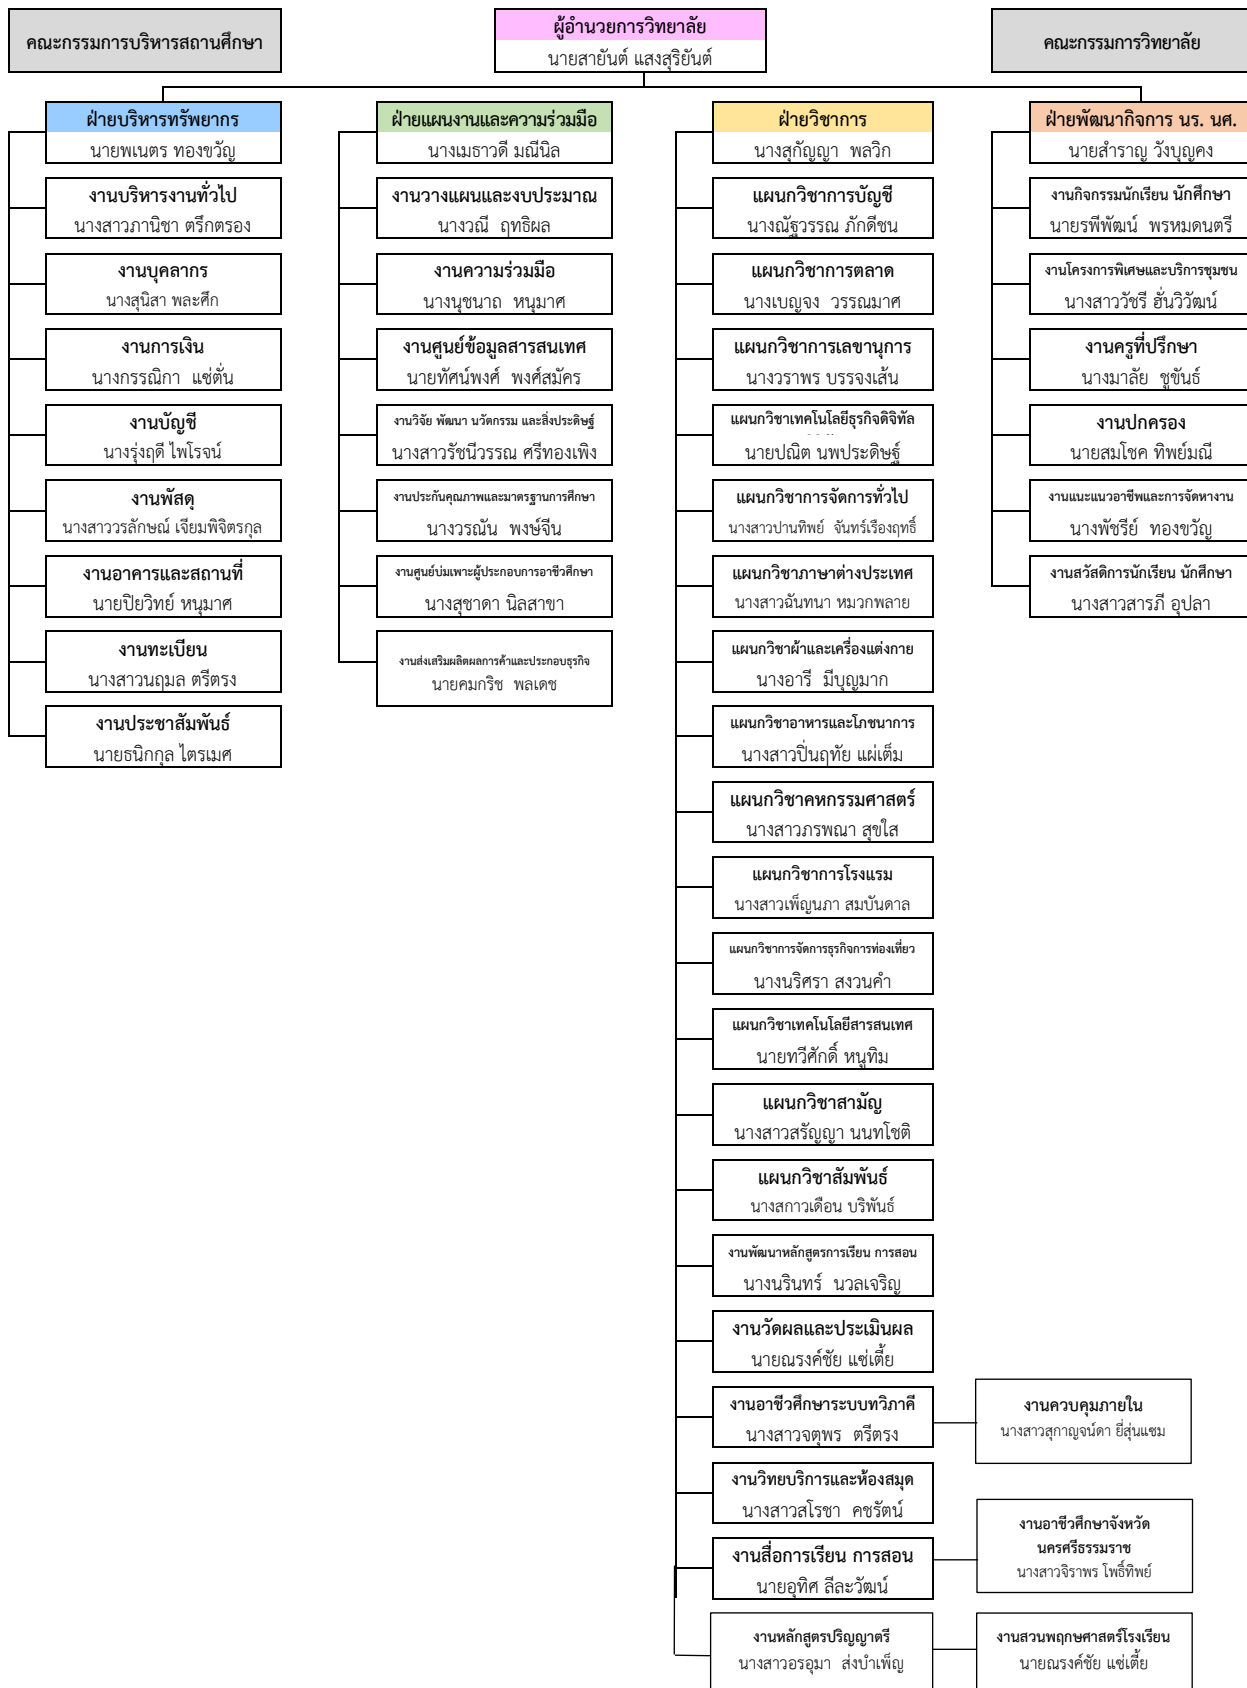 คณะกรรมการบริหารสถานศึกษา
ผู้อำนวยการวิทยาลัย
นายสายันต์ แสงสุริยันต์
คณะกรรมการวิทยาลัย
ฝ่ายบริหารทรัพยากร
นายพเนตร ทองขวัญ
งานบริหารงานทั่วไป
นางสาวภานิชา ตรึกตรอง
งานบุคลากร
นางสุนิสา พละศึก
งานการเงิน
นางกรรณิกา แซ่ตั่น
งานบัญชี
นางรุ่งฤดี ไพโรจน์
งานพัสดุ
นางสาววรลักษณ์ เจียมพิจิตรกุล
งานอาคารและสถานที่
นายปิยวิทย์ หนุมาศ
งานทะเบียน
นางสาวนฤมล ตรีตรง
งานประชาสัมพันธ์
นายธนิกกุล ไตรเมศ
ฝ่ายแผนงานและความร่วมมือ
นางเมธาวดี มณีนิล
งานวางแผนและงบประมาณ
นางวณี ฤทธิผล
งานความร่วมมือ
นางนุชนาถ หนุมาศ
งานศูนย์ข้อมูลสารสนเทศ
นายทัศน์พงศ์ พงศ์สมัคร
งานวิจัย พัฒนา นวัตกรรม และสิ่งประดิษฐ์
นางสาวรัชนีวรรณ ศรีทองเพิง
งานประกันคุณภาพและมาตรฐานการศึกษา
นางวรณัน พงษ์จีน
งานศูนย์บ่มเพาะผู้ประกอบการอาชีวศึกษา
นางสุชาดา นิลสาขา
งานส่งเสริมผลิตผลการค้าและประกอบธุรกิจ
นายคมกริช พลเดช
ฝ่ายวิชาการ
นางสุกัญญา พลวิก
แผนกวิชาการบัญชี
นางณัฐวรรณ ภักดีชน
แผนกวิชาการตลาด
นางเบญจง วรรณมาศ
แผนกวิชาการเลขานุการ
นางวราพร บรรจงเส้น
แผนกวิชาเทคโนโลยีธุรกิจดิจิทัล
นายปณิต นพประดิษฐ์
แผนกวิชาการจัดการทั่วไป
นางสาวปานทิพย์ จันทร์เรืองฤทธิ์
แผนกวิชาภาษาต่างประเทศ
นางสาวฉันทนา หมวกพลาย
แผนกวิชาผ้าและเครื่องแต่งกาย
นางอารี มีบุญมาก
แผนกวิชาอาหารและโภชนาการ
นางสาวปิ่นฤทัย แผ่เต็ม
แผนกวิชาคหกรรมศาสตร์
นางสาวภรพณา สุขใส
แผนกวิชาการโรงแรม
นางสาวเพ็ญนภา สมบันดาล
แผนกวิชาการจัดการธุรกิจการท่องเที่ยว
นางนริศรา สงวนคำ
แผนกวิชาเทคโนโลยีสารสนเทศ
นายทวีศักดิ์ หนูทิม
แผนกวิชาสามัญ
นางสาวสรัญญา นนทโชติ
แผนกวิชาสัมพันธ์
นางสกาวเดือน บริพันธ์
งานพัฒนาหลักสูตรการเรียน การสอน
นางนรินทร์ นวลเจริญ
งานวัดผลและประเมินผล
นายณรงค์ชัย แซ่เตี้ย
งานอาชีวศึกษาระบบทวิภาคี
นางสาวจตุพร ตรีตรง
งานวิทยบริการและห้องสมุด
นางสาวสโรชา คชรัตน์
งานสื่อการเรียน การสอน
นายอุทิศ ลีละวัฒน์
งานหลักสูตรปริญญาตรี
นางสาวอรอุมา ส่งบำเพ็ญ
ฝ่ายพัฒนากิจการ นร. นศ.
นายสำราญ วังบุญคง
งานกิจกรรมนักเรียน นักศึกษา
นายรพีพัฒน์ พรหมดนตรี
งานโครงการพิเศษและบริการชุมชน
นางสาววัชรี ฮั่นวิวัฒน์
งานครูที่ปรึกษา
นางมาลัย ชูขันธ์
งานปกครอง
นายสมโชค ทิพย์มณี
งานแนะแนวอาชีพและการจัดหางาน
นางพัชรีย์ ทองขวัญ
งานสวัสดิการนักเรียน นักศึกษา
นางสาวสารภี อุปลา
งานควบคุมภายใน
นางสาวสุกาญจน์ดา ยี่สุ่นแซม
งานอาชีวศึกษาจังหวัด
นครศรีธรรมราช
นางสาวจิราพร โพธิ์ทิพย์
งานสวนพฤกษศาสตร์โรงเรียน
นายณรงค์ชัย แซ่เตี้ย